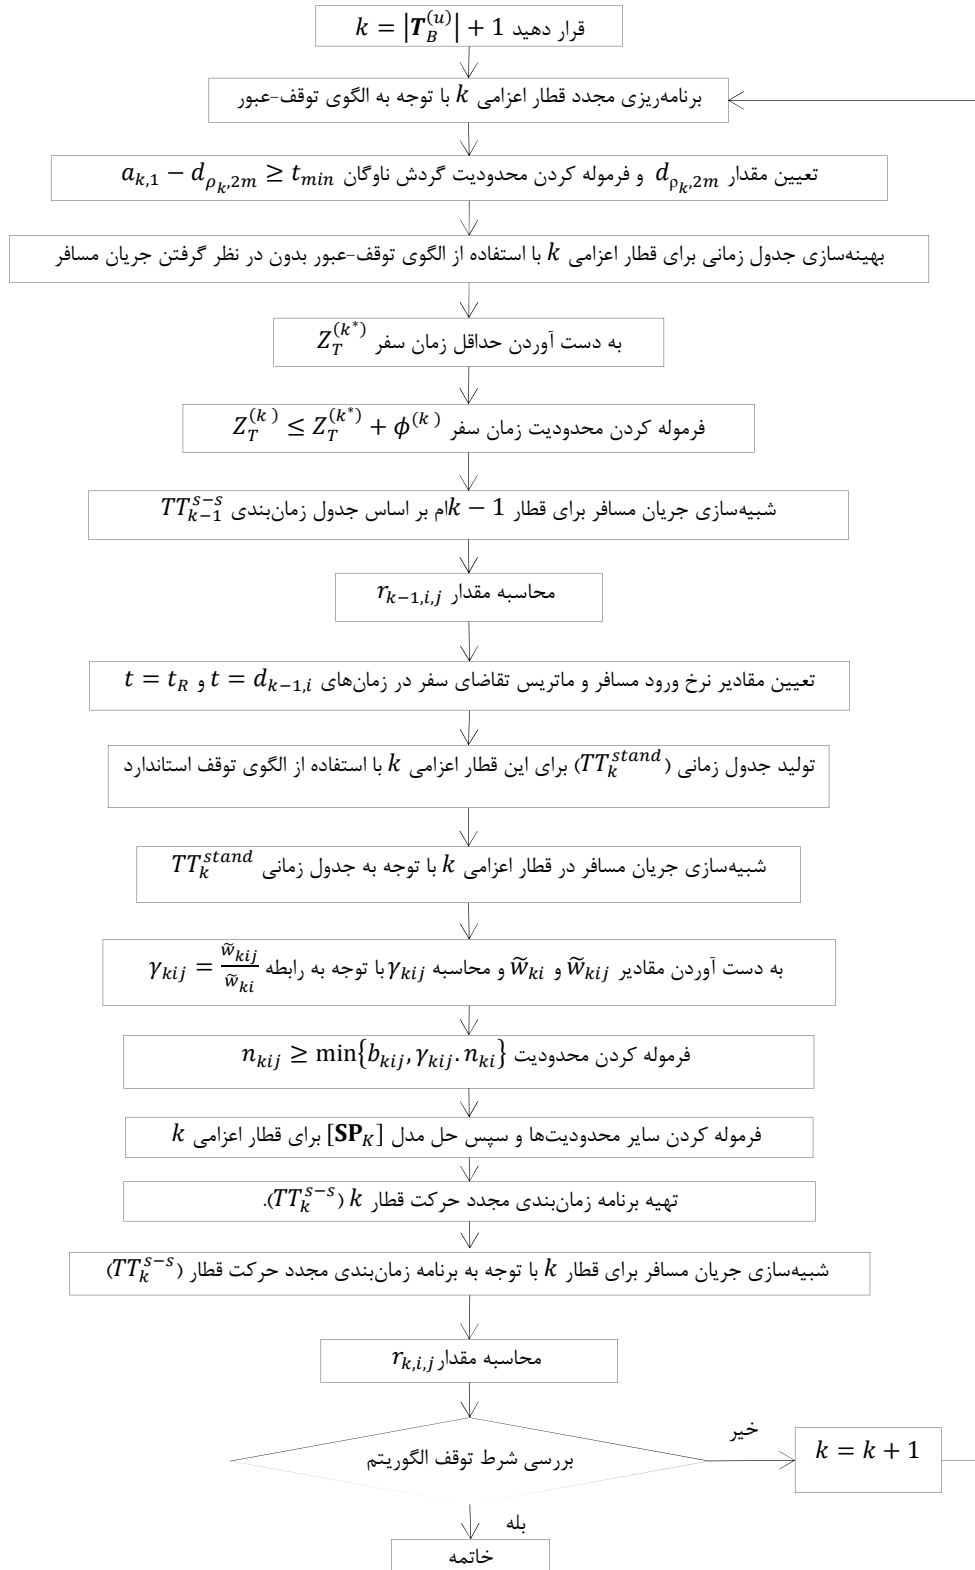 قرار دهید $k = |\boldsymbol{T}_B^{(u)}| + 1$
برنامه‌ریزی مجدد قطار اعزامی $k$ با توجه به الگوی توقف-عبور
تعیین مقدار $d_{\rho_k,2m}$ و فرموله کردن محدودیت گردش ناوگان $a_{k,1} - d_{\rho_k,2m} \geq t_{min}$
بهینه‌سازی جدول زمانی برای قطار اعزامی $k$ با استفاده از الگوی توقف-عبور بدون در نظر گرفتن جریان مسافر
به دست آوردن حداقل زمان سفر $Z_T^{(k^*)}$
فرموله کردن محدودیت زمان سفر $Z_T^{(k)} \leq Z_T^{(k^*)} + \phi^{(k)}$
شبیه‌سازی جریان مسافر برای قطار $k-1$ام بر اساس جدول زمان‌بندی $TT_{k-1}^{s-s}$
محاسبه مقدار $r_{k-1,i,j}$
تعیین مقادیر نرخ ورود مسافر و ماتریس تقاضای سفر در زمان‌های $t = d_{k-1,i}$ و $t = t_R$
تولید جدول زمانی ($TT_k^{stand}$) برای این قطار اعزامی $k$ با استفاده از الگوی توقف استاندارد
شبیه‌سازی جریان مسافر در قطار اعزامی $k$ با توجه به جدول زمانی $TT_k^{stand}$
به دست آوردن مقادیر $\widetilde{w}_{kij}$ و $\widetilde{w}_{ki}$ و محاسبه $\gamma_{kij}$ با توجه به رابطه $\gamma_{kij} = \frac{\widetilde{w}_{kij}}{\widetilde{w}_{ki}}$
فرموله کردن محدودیت $n_{kij} \geq \min\{b_{kij}, \gamma_{kij}.n_{ki}\}$
فرموله کردن سایر محدودیت‌ها و سپس حل مدل $[\mathbf{SP}_K]$ برای قطار اعزامی $k$
تهیه برنامه زمان‌بندی مجدد حرکت قطار $k$ ($TT_k^{s-s}$).
شبیه‌سازی جریان مسافر برای قطار $k$ با توجه به برنامه زمان‌بندی مجدد حرکت قطار ($TT_k^{s-s}$)
محاسبه مقدار $r_{k,i,j}$
بررسی شرط توقف الگوریتم
خیر
$k = k + 1$
بله
خاتمه